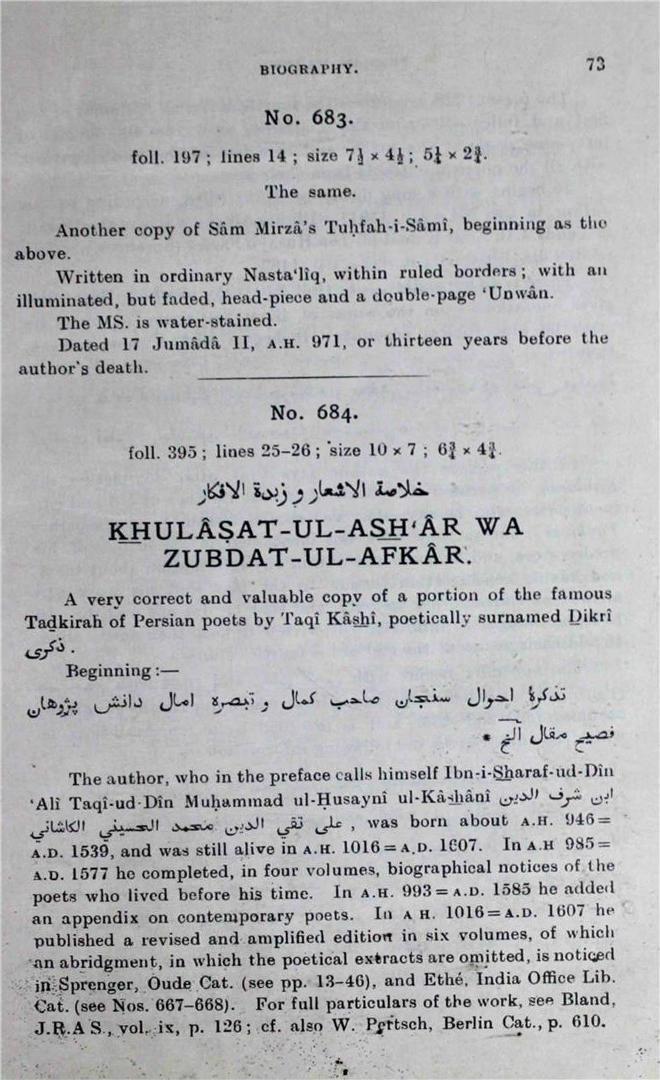 BIOGRAPHY. 73
No. 683.
foll. 197 ; lines 14 ; size 7½ × 4½ ; 5¼ × 2¾.
The same.
Another copy of Sâm Mirzâ's Tuḥfah-i-Sâmî, beginning as the
above.
Written in ordinary Nasta'lîq, within ruled borders ; with an
illuminated, but faded, head-piece and a double-page 'Unwân.
The MS. is water-stained.
Dated 17 Jumâdâ II, A.H. 971, or thirteen years before the
author's death.
No. 684.
foll. 395 ; lines 25–26 ; size 10 × 7 ; 6¾ × 4¾.
خلاصة الاشعار و زبدة الافكار
KHULÂṢAT-UL-ASH'ÂR WA
ZUBDAT-UL-AFKÂR.
A very correct and valuable copy of a portion of the famous
Taḏkirah of Persian poets by Taqî Kâshî, poetically surnamed Ḏikrî
ذكرى .
Beginning :—
تذكرۀ احوال سنجان صاحب كمال و تبصرۀ امال دانش پژوهان
فصيح مقال الخ *
The author, who in the preface calls himself Ibn-i-Sharaf-ud-Dîn
'Alî Taqî-ud-Dîn Muḥammad ul-Ḥusaynî ul-Kâshânî ابن شرف الدين
على تقي الدين محمد الحسيني الكاشاني , was born about A.H. 946=
A.D. 1539, and was still alive in A.H. 1016=A.D. 1607. In A.H 985=
A.D. 1577 he completed, in four volumes, biographical notices of the
poets who lived before his time. In A.H. 993=A.D. 1585 he added
an appendix on contemporary poets. In A H. 1016=A.D. 1607 he
published a revised and amplified edition in six volumes, of which
an abridgment, in which the poetical extracts are omitted, is noticed
in Sprenger, Oude Cat. (see pp. 13–46), and Ethé, India Office Lib.
Cat. (see Nos. 667–668). For full particulars of the work, see Bland,
J.R.A S., vol. ix, p. 126 ; cf. also W. Pertsch, Berlin Cat., p. 610.